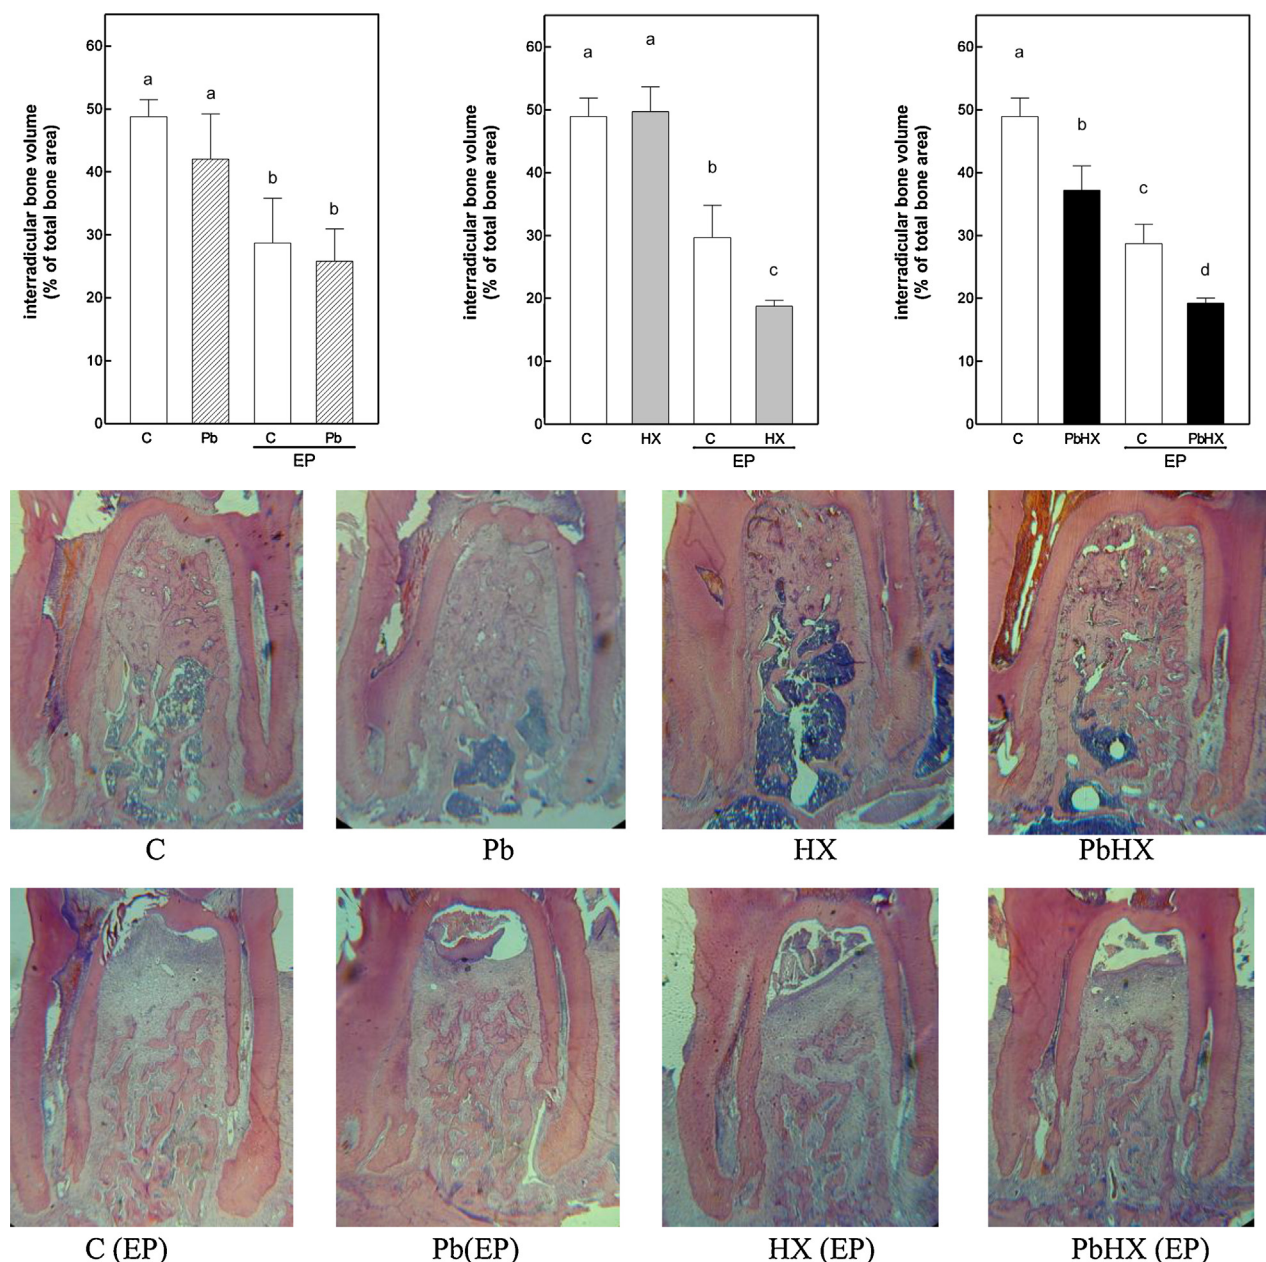 interradicular bone volume
(% of total bone area)
60
50
40
30
20
10
0
a
a
b
b
C
Pb
C
Pb
EP
interradicular bone volume
(% of total bone area)
60
50
40
30
20
10
0
a
a
b
c
C
HX
C
HX
EP
interradicular bone volume
(% of total bone area)
60
50
40
30
20
10
0
a
b
c
d
C
PbHX
C
PbHX
EP
C
Pb
HX
PbHX
C (EP)
Pb(EP)
HX (EP)
PbHX (EP)